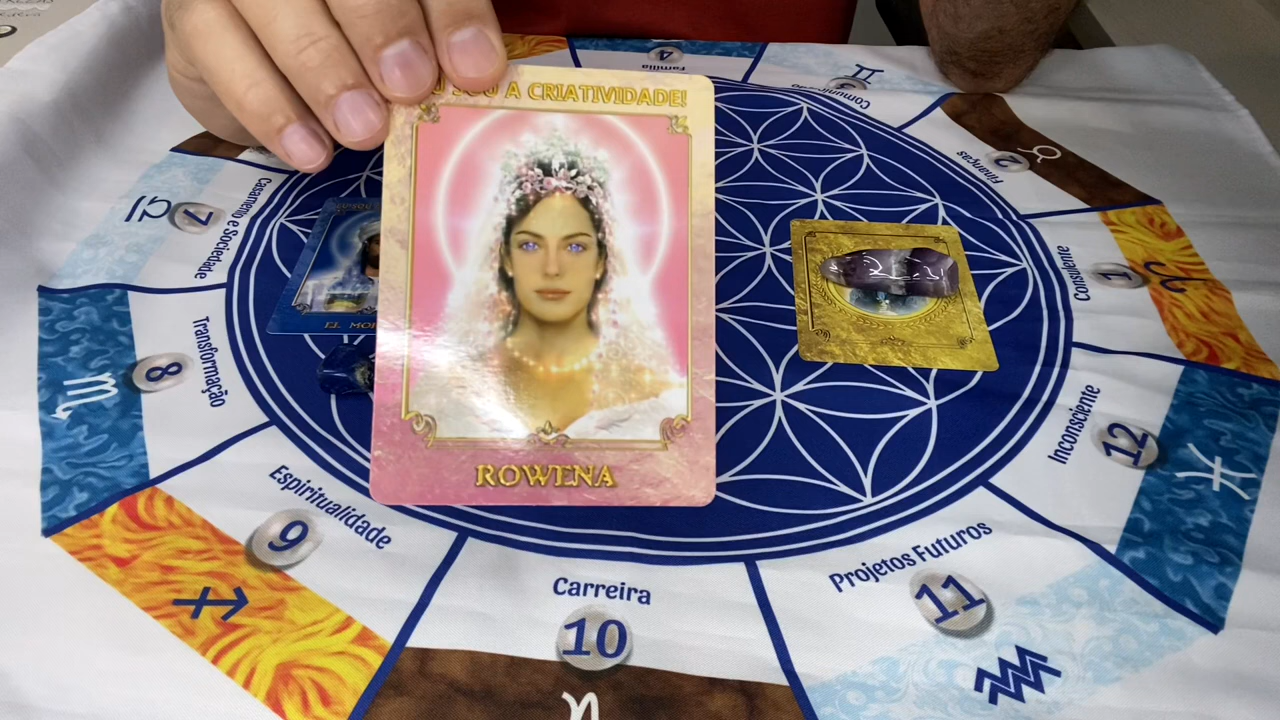 SOU A CRIATIVIDADE!
ROWENA
4
Família
Comunicação
2
Finanças
1
Consulente
12
Inconsciente
11
Projetos Futuros
10
Carreira
9
Espiritualidade
8
Transformação
7
Casamento e Sociedade
EL